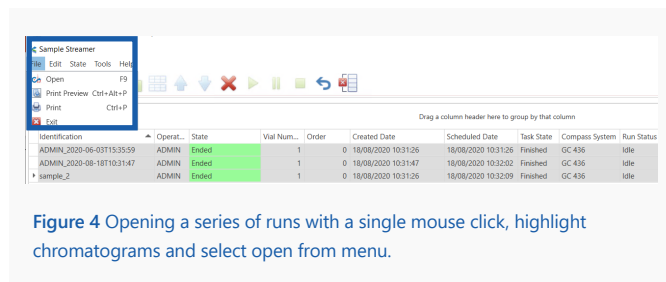 Sample Streamer
File Edit State Tools Help
Open F9
Print Preview Ctrl+Alt+P
Print Ctrl+P
Exit
Drag a column header here to group by that column
Identification Operat... State Vial Num... Order Created Date Scheduled Date Task State Compass System Run Status
ADMIN_2020-06-03T15:35:59 ADMIN Ended 1 0 18/08/2020 10:31:26 18/08/2020 10:31:26 Finished GC 436 Idle
ADMIN_2020-08-18T10:31:47 ADMIN Ended 1 0 18/08/2020 10:31:47 18/08/2020 10:32:02 Finished GC 436 Idle
sample_2 ADMIN Ended 1 0 18/08/2020 10:31:26 18/08/2020 10:32:09 Finished GC 436 Idle
Figure 4 Opening a series of runs with a single mouse click, highlight
chromatograms and select open from menu.